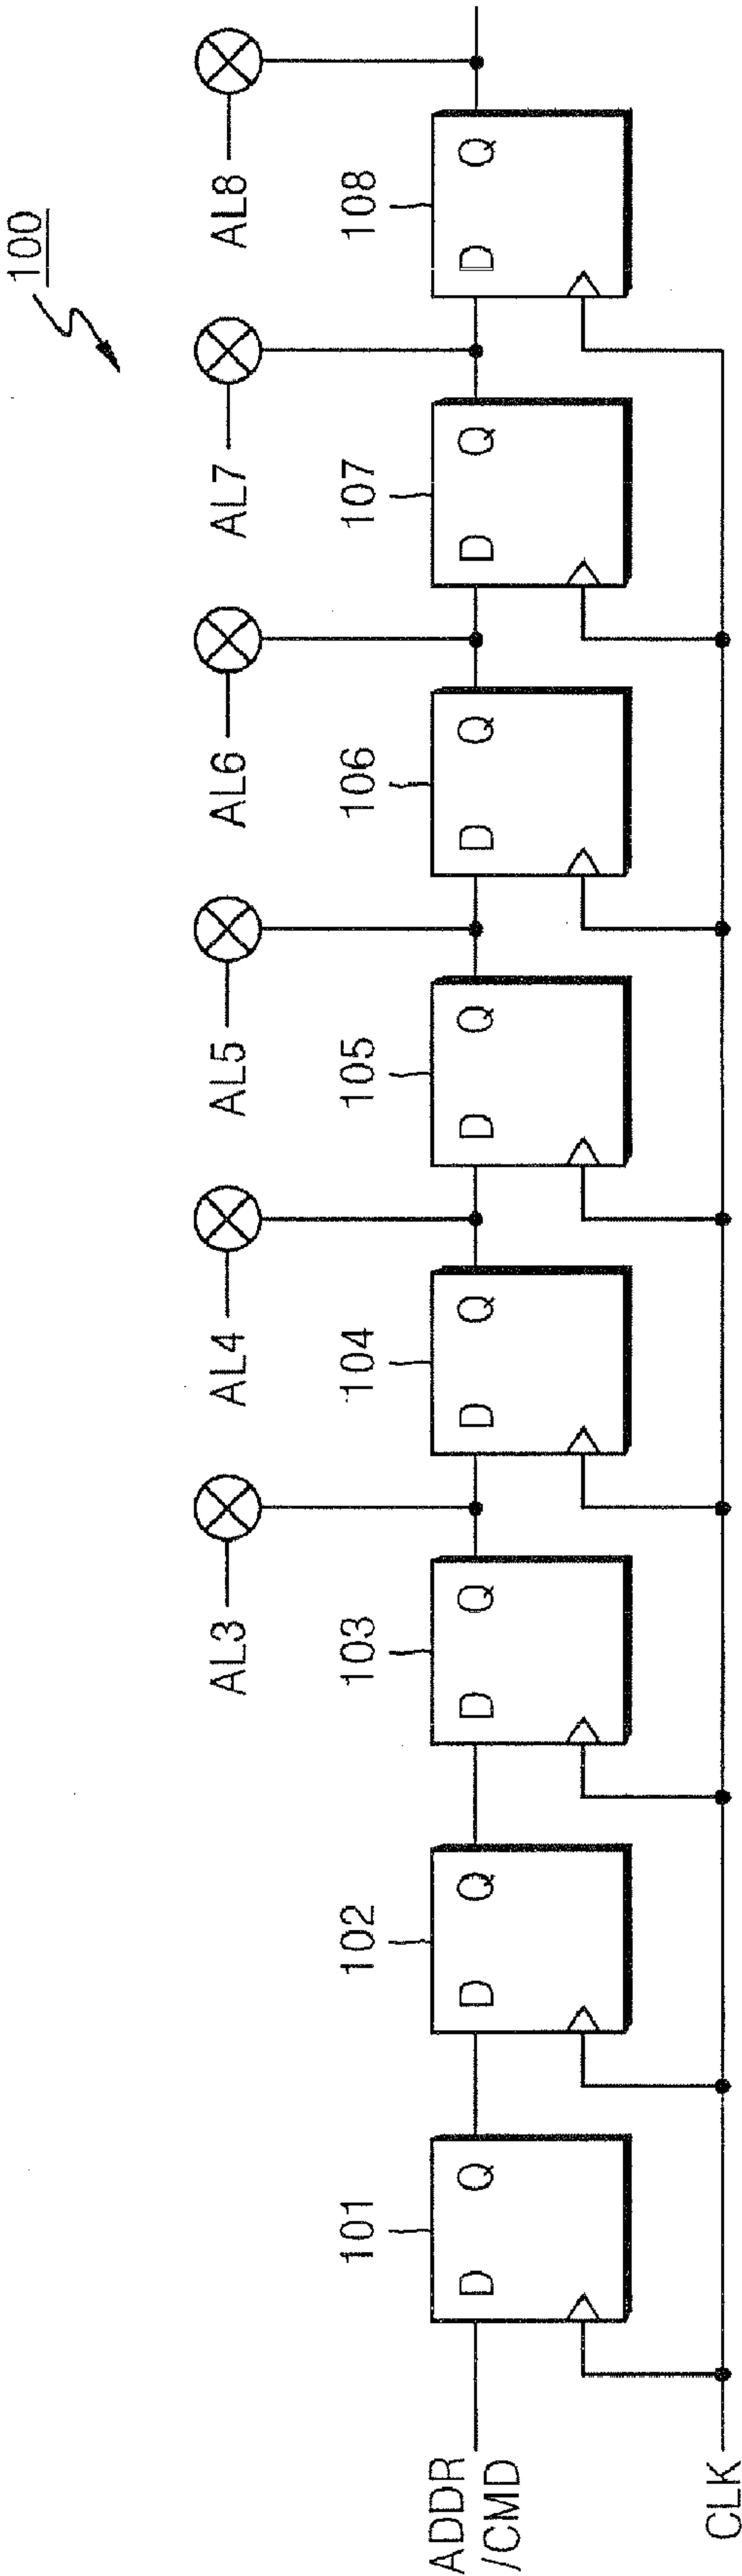 100
AL3
AL4
AL5
AL6
AL7
AL8
101
102
103
104
105
106
107
108
D Q
D Q
D Q
D Q
D Q
D Q
D Q
D Q
ADDR
/CMD
CLK